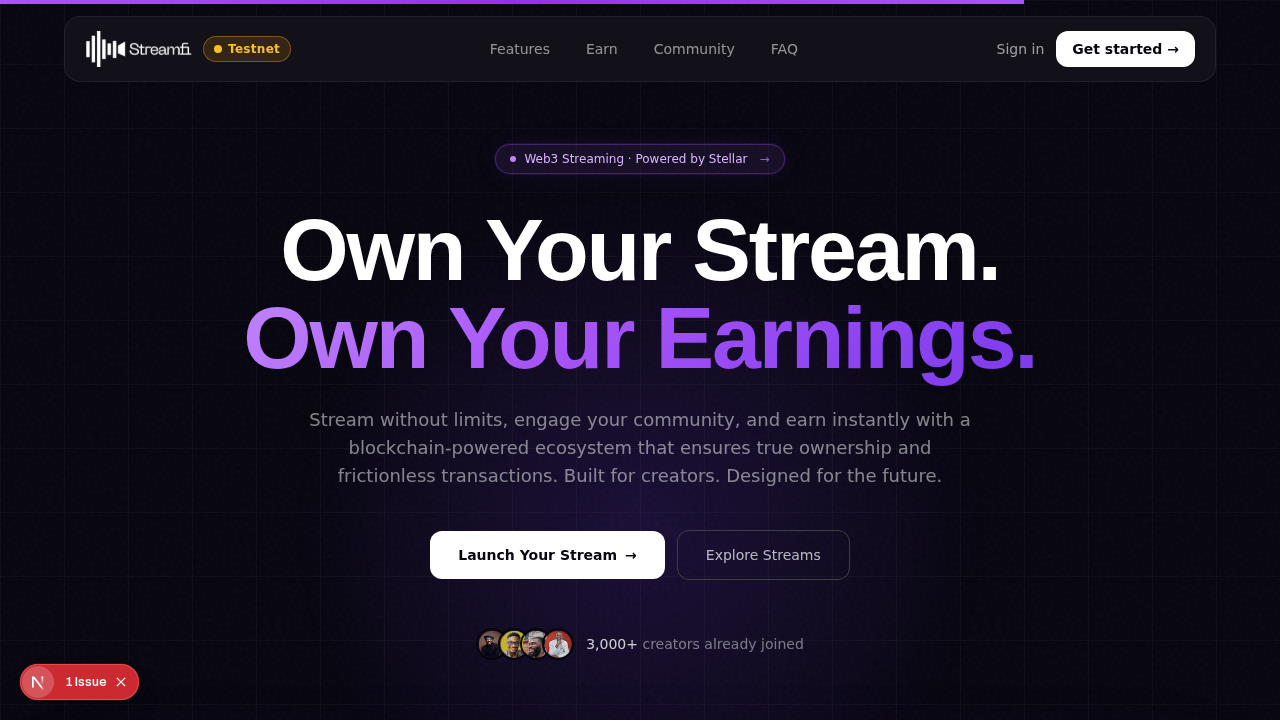 Streamfi
Testnet
Features
Earn
Community
FAQ
Sign in
Get started →
Web3 Streaming · Powered by Stellar →
Own Your Stream.
Own Your Earnings.
Stream without limits, engage your community, and earn instantly with a
blockchain-powered ecosystem that ensures true ownership and
frictionless transactions. Built for creators. Designed for the future.
Launch Your Stream →
Explore Streams
3,000+ creators already joined
N
1 Issue